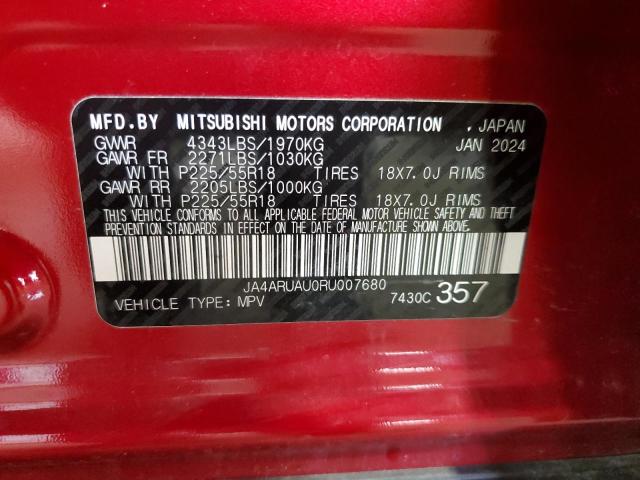 MFD.BY MITSUBISHI MOTORS CORPORATION . JAPAN
GWWR 4343LBS/1970KG JAN 2024
GAWR FR 2271LBS/1030KG
WITH P225/55R18 TIRES 18X7.0J RIMS
GAWR RR 2205LBS/1000KG
WITH P225/55R18 TIRES 18X7.0J RIMS
THIS VEHICLE CONFORMS TO ALL APPLICABLE FEDERAL MOTOR VEHICLE SAFETY AND THEFT
PREVENTION STANDARDS IN EFFECT ON THE DATE OF MANUFACTURE SHOWN ABOVE.
JA4ARUAU0RU007680
VEHICLE TYPE: MPV 7430C 357